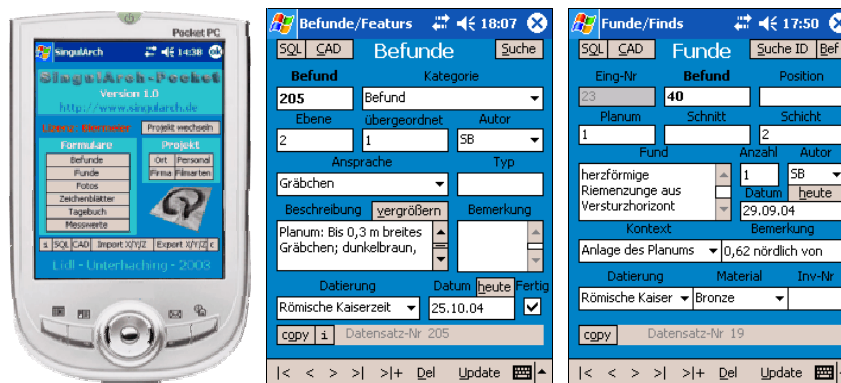 Pocket PC
SingulArch 14:38 ok
SingulArch-Pocket
Version 1.0
http://www.singularch.de
Projekt wechseln
Formulare
Projekt
Befunde
Ort Personal
Funde
Firma Filmarten
Fotos
Zeichenblätter
Tagebuch
Messwerte
i SQL CAD Import X/Y/Z Export X/Y/Z c
Lidl - Unterhaching - 2003
Befunde/Featurs 18:07
SQL CAD Befunde Suche
Befund Kategorie
205 Befund
Ebene übergeordnet Autor
2 1 SB
Ansprache Typ
Gräbchen
Beschreibung vergrößern Bemerkung
Planum: Bis 0,3 m breites
Gräbchen; dunkelbraun,
Datierung Datum heute Fertig
Römische Kaiserzeit 25.10.04
copy i Datensatz-Nr 205
|< < > >| >|+ Del Update
Funde/Finds 17:50
SQL CAD Funde Suche ID Bef
Eing-Nr Befund Position
23 40
Planum Schnitt Schicht
1 2
Fund Anzahl Autor
herzförmige 1 SB
Riemenzunge aus Datum heute
Versturzhorizont 29.09.04
Kontext Bemerkung
Anlage des Planums 0,62 nördlich von
Datierung Material Inv-Nr
Römische Kaiser Bronze
copy Datensatz-Nr 19
|< < > >| >|+ Del Update